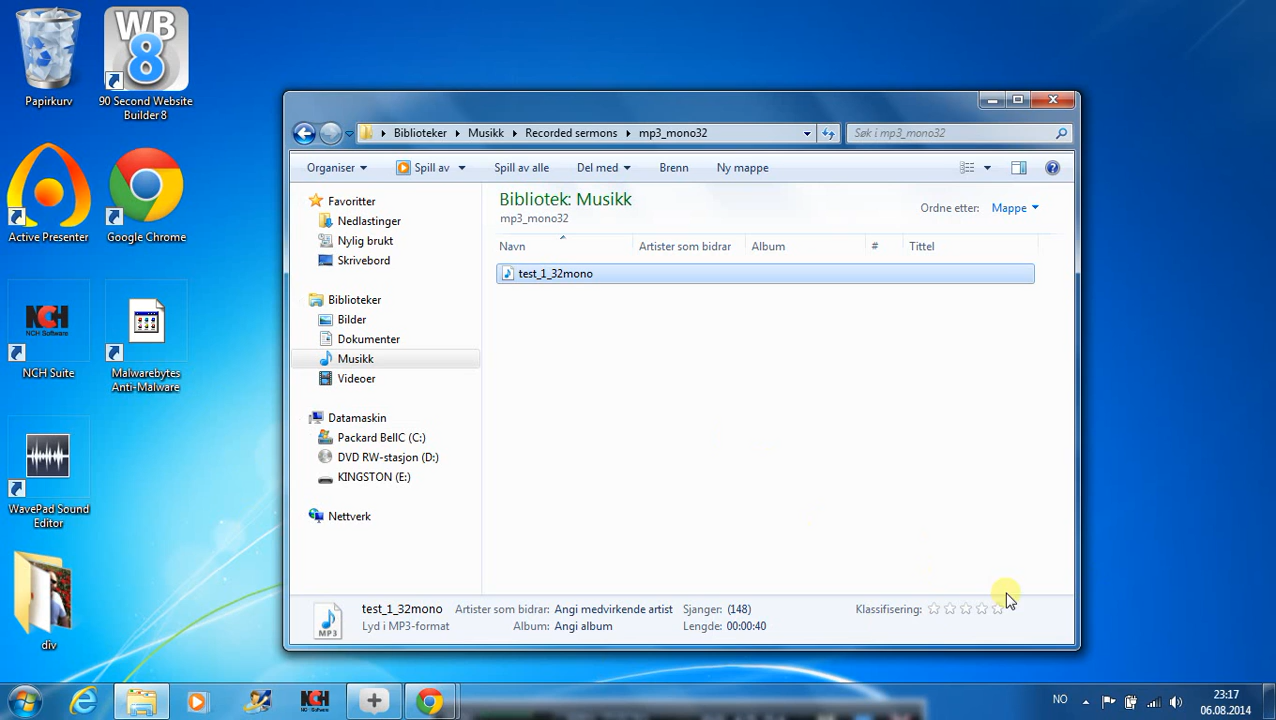 WB
8
Papirkurv
90 Second Website
Builder 8
Active Presenter
Google Chrome
NCH Software
NCH Suite
Malwarebytes
Anti-Malware
WavePad Sound
Editor
div
Biblioteker
Musikk
Recorded sermons
mp3_mono32
Søk i mp3_mono32
Organiser
Spill av
Spill av alle
Del med
Brenn
Ny mappe
Favoritter
Nedlastinger
Nylig brukt
Skrivebord
Biblioteker
Bilder
Dokumenter
Musikk
Videoer
Datamaskin
Packard BellC (C:)
DVD RW-stasjon (D:)
KINGSTON (E:)
Nettverk
Bibliotek: Musikk
mp3_mono32
Ordne etter: Mappe
Navn Artister som bidrar Album # Tittel
test_1_32mono
MP3
test_1_32mono Artister som bidrar: Angi medvirkende artist Sjanger: (148) Klassifisering:
Lyd i MP3-format Album: Angi album Lengde: 00:00:40
NCH Software
NO
23:17
06.08.2014